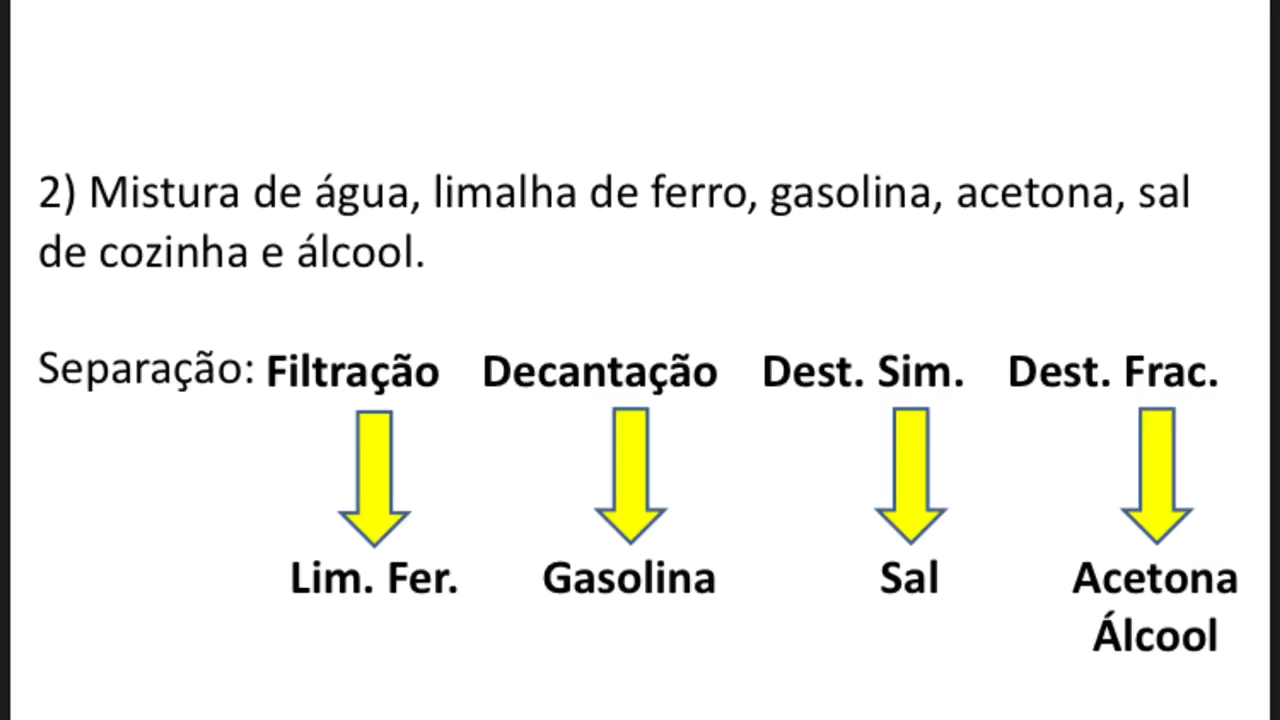 2) Mistura de água, limalha de ferro, gasolina, acetona, sal
de cozinha e álcool.
Separação: Filtração Decantação Dest. Sim. Dest. Frac.
Lim. Fer. Gasolina Sal Acetona
Álcool